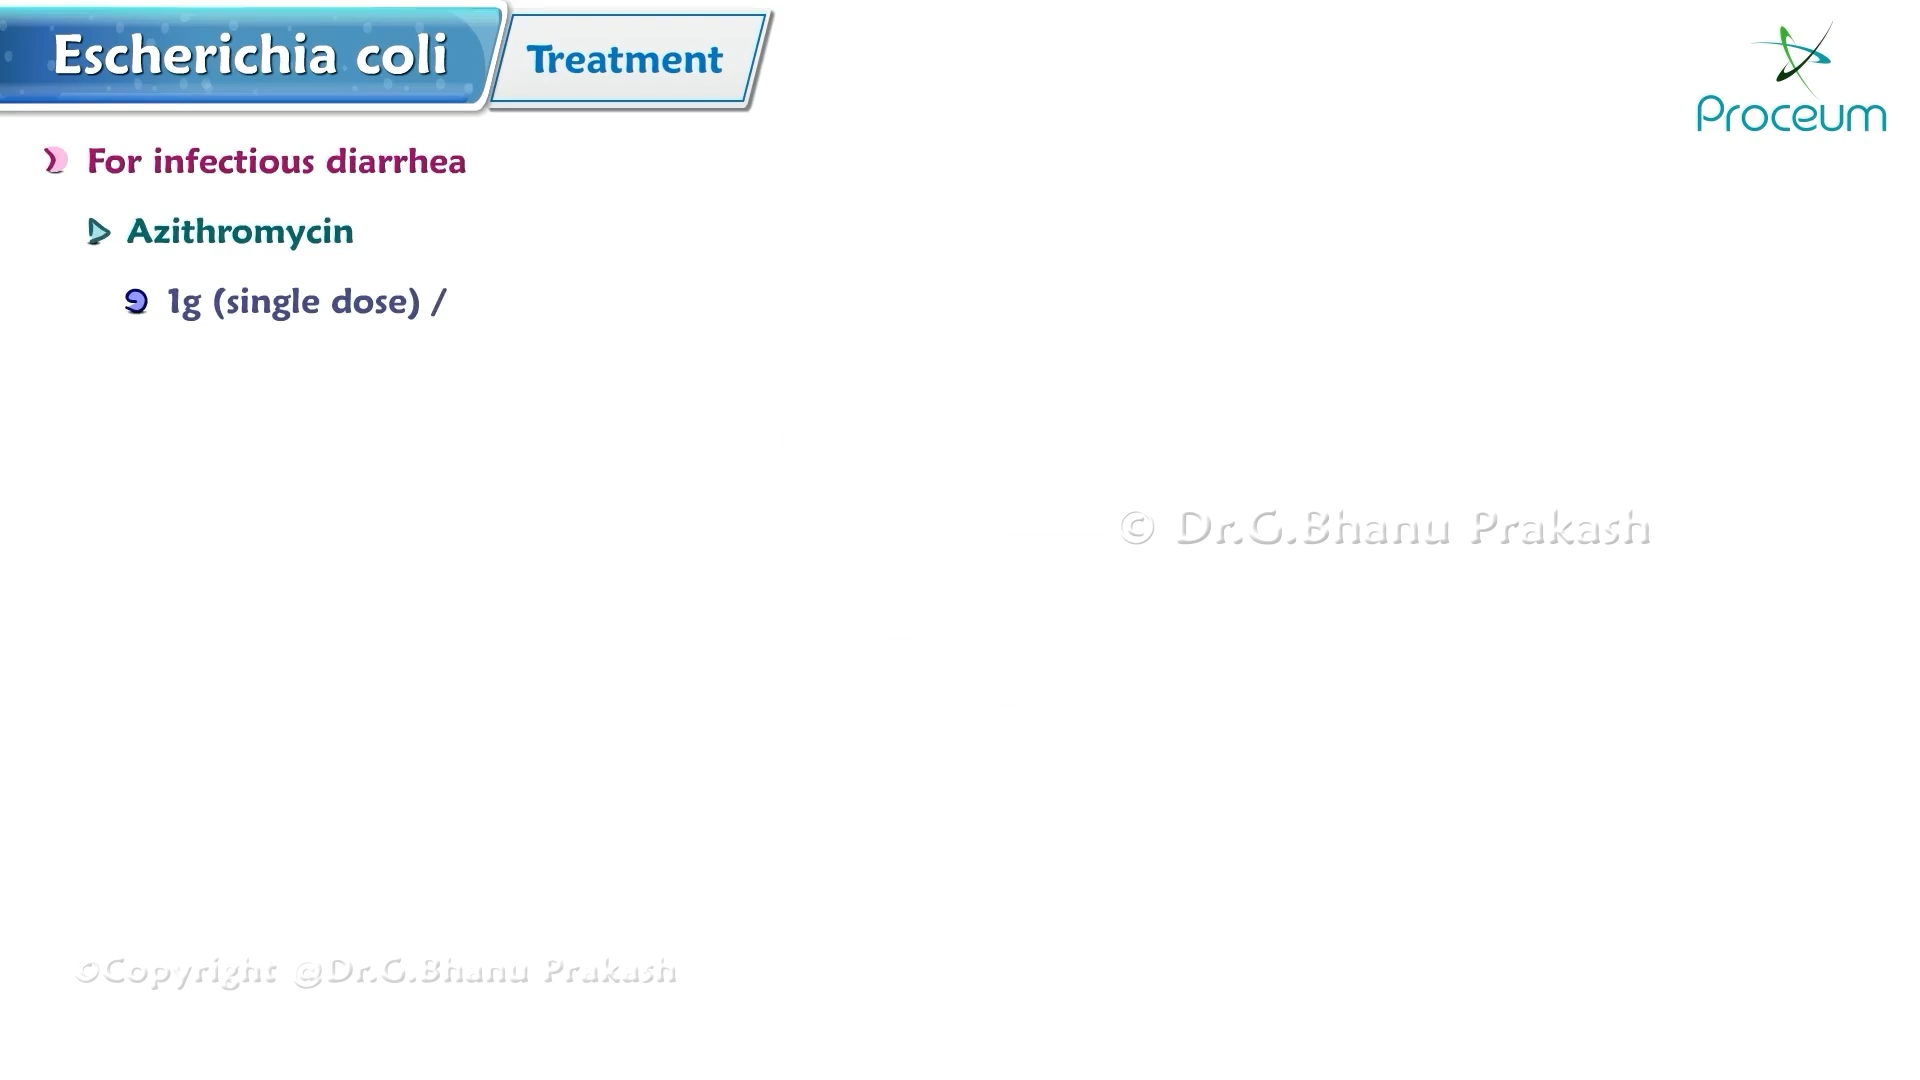 Escherichia coli
Treatment
Proceum
For infectious diarrhea
Azithromycin
1g (single dose) /
© Dr.G.Bhanu Prakash
©Copyright @Dr.G.Bhanu Prakash